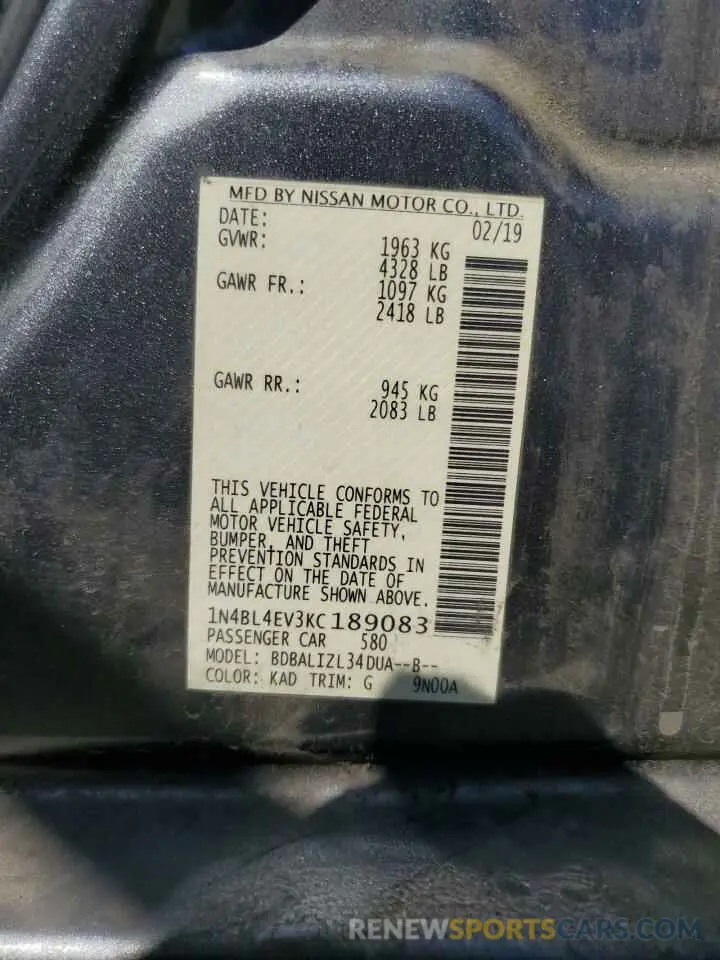 MFD BY NISSAN MOTOR CO., LTD.
DATE: 02/19
GVWR: 1963 KG
4328 LB
GAWR FR.: 1097 KG
2418 LB
GAWR RR.: 945 KG
2083 LB
THIS VEHICLE CONFORMS TO
ALL APPLICABLE FEDERAL
MOTOR VEHICLE SAFETY,
BUMPER, AND THEFT
PREVENTION STANDARDS IN
EFFECT ON THE DATE OF
MANUFACTURE SHOWN ABOVE.
1N4BL4EV3KC189083
PASSENGER CAR 580
MODEL: BDBALIZL34DUA--B--
COLOR: KAD TRIM: G 9N00A
RENEWSPORTSCARS.COM